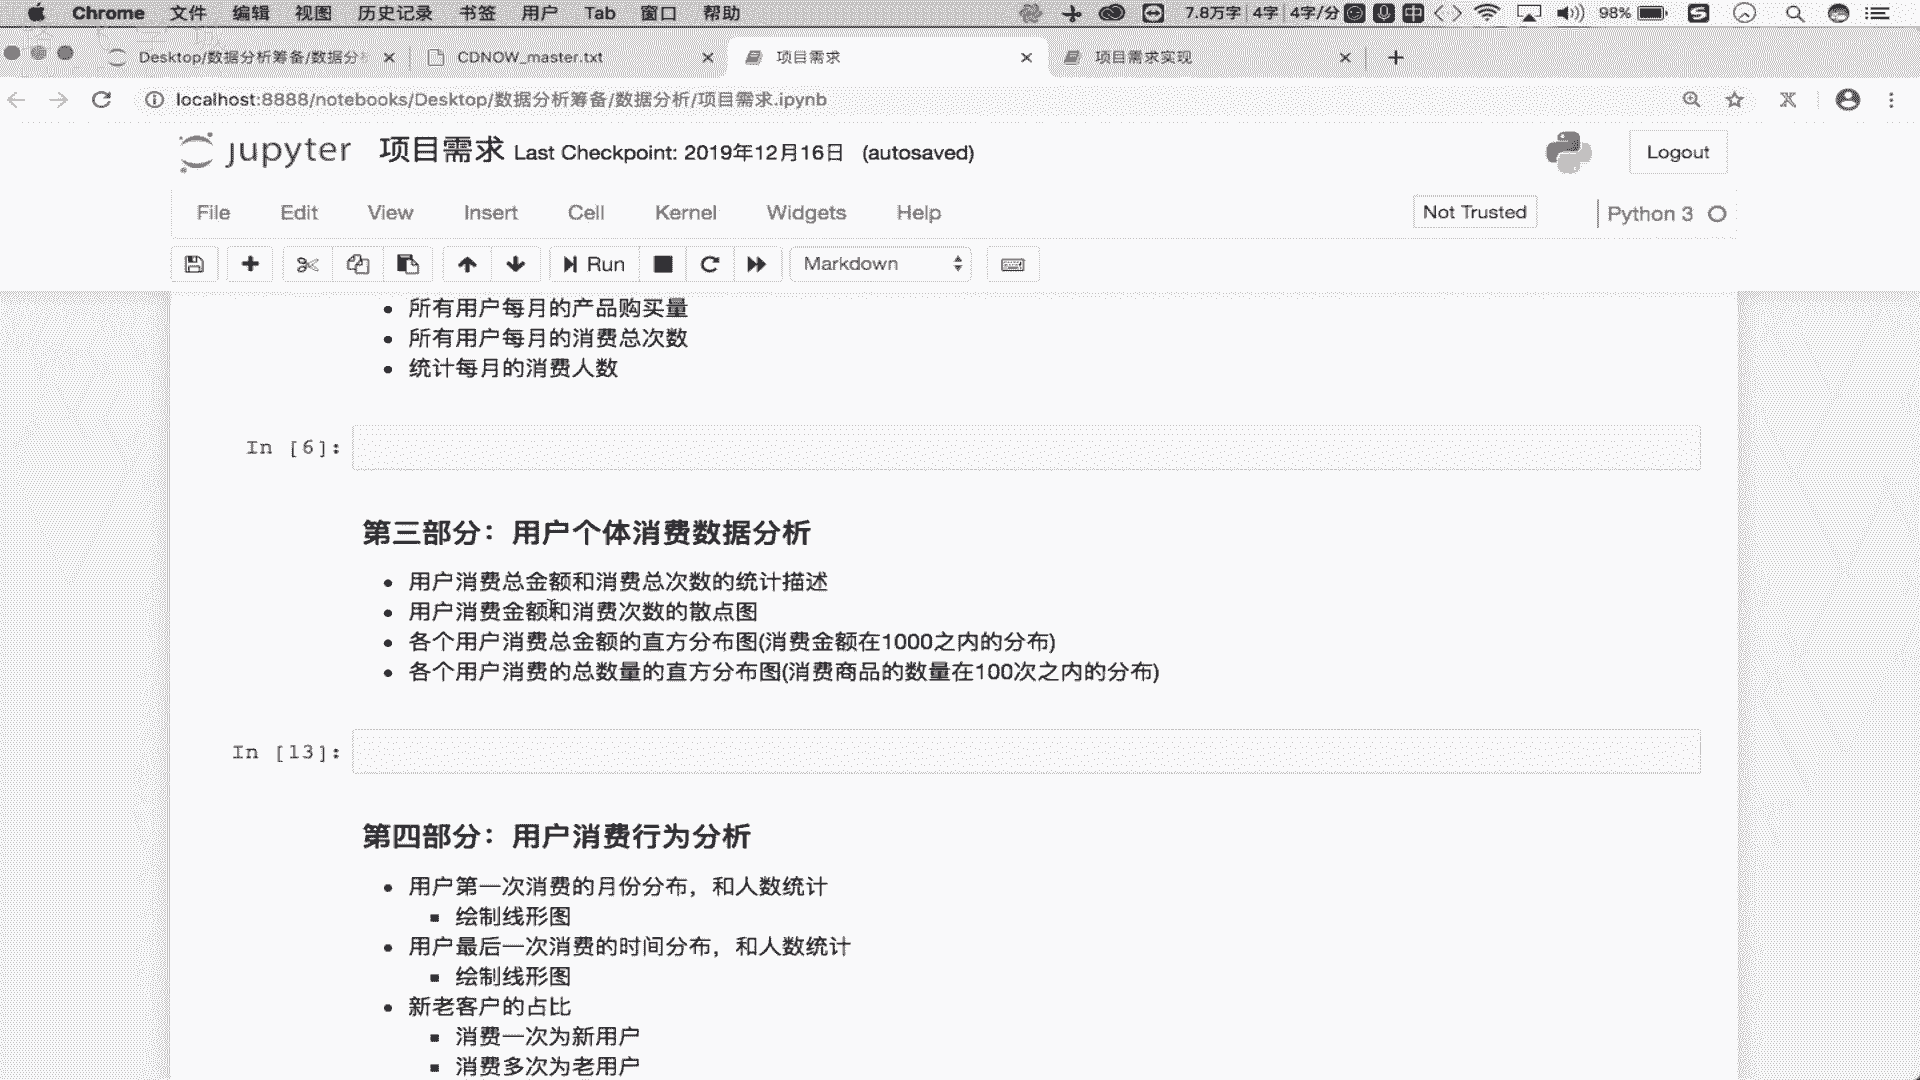 Chrome 文件 编辑 视图 历史记录 书签 用户 Tab 窗口 帮助 7.8万字 4字 4字/分 中 98%
Desktop/数据分析筹备/数据分析 CDNOW_master.txt 项目需求 项目需求实现
localhost:8888/notebooks/Desktop/数据分析筹备/数据分析/项目需求.ipynb
jupyter 项目需求 Last Checkpoint: 2019年12月16日 (autosaved) Logout
File Edit View Insert Cell Kernel Widgets Help Not Trusted Python 3
Run Markdown
所有用户每月的产品购买量
所有用户每月的消费总次数
统计每月的消费人数
In [6]:
第三部分：用户个体消费数据分析
用户消费总金额和消费总次数的统计描述
用户消费金额和消费次数的散点图
各个用户消费总金额的直方分布图(消费金额在1000之内的分布)
各个用户消费的总数量的直方分布图(消费商品的数量在100次之内的分布)
In [13]:
第四部分：用户消费行为分析
用户第一次消费的月份分布，和人数统计
绘制线形图
用户最后一次消费的时间分布，和人数统计
绘制线形图
新老客户的占比
消费一次为新用户
消费多次为老用户